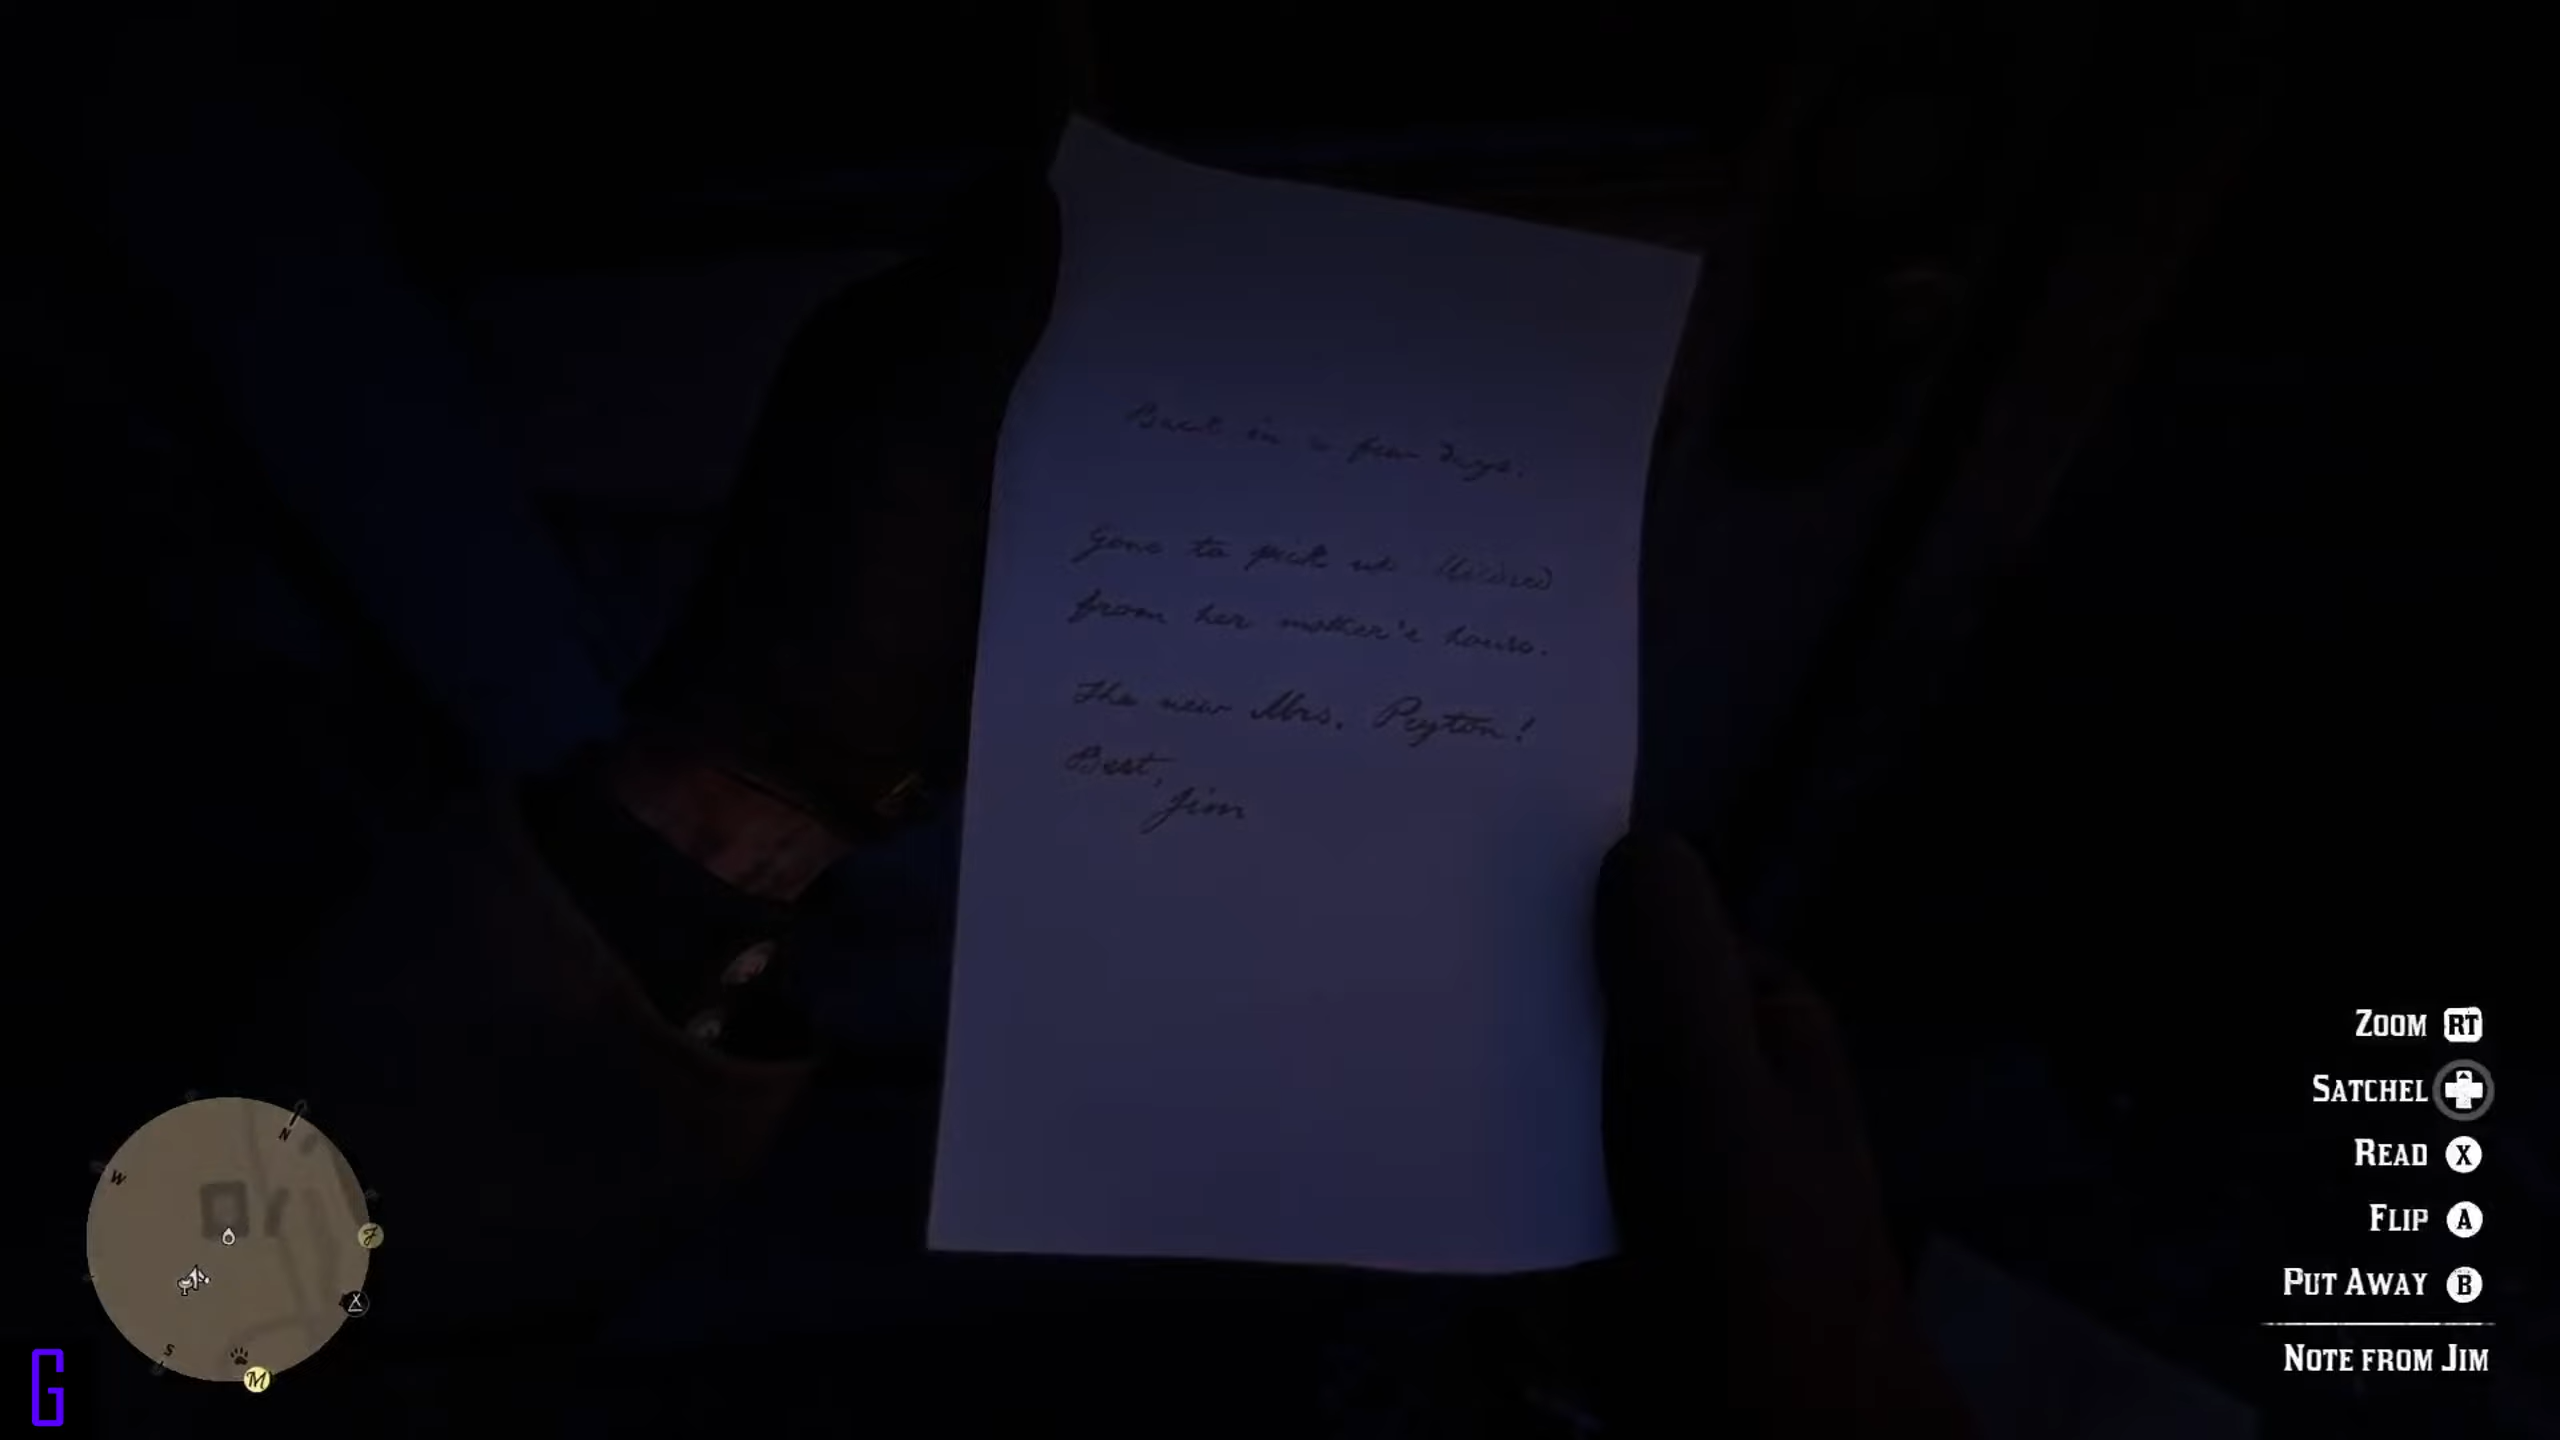 Back in a few days.
Gone to pick up Mildred
from her mother's house.
The new Mrs. Peyton!
Best,
Jim
ZOOM RT
SATCHEL
READ X
FLIP A
PUT AWAY B
NOTE FROM JIM
N
W
S
J
M
G